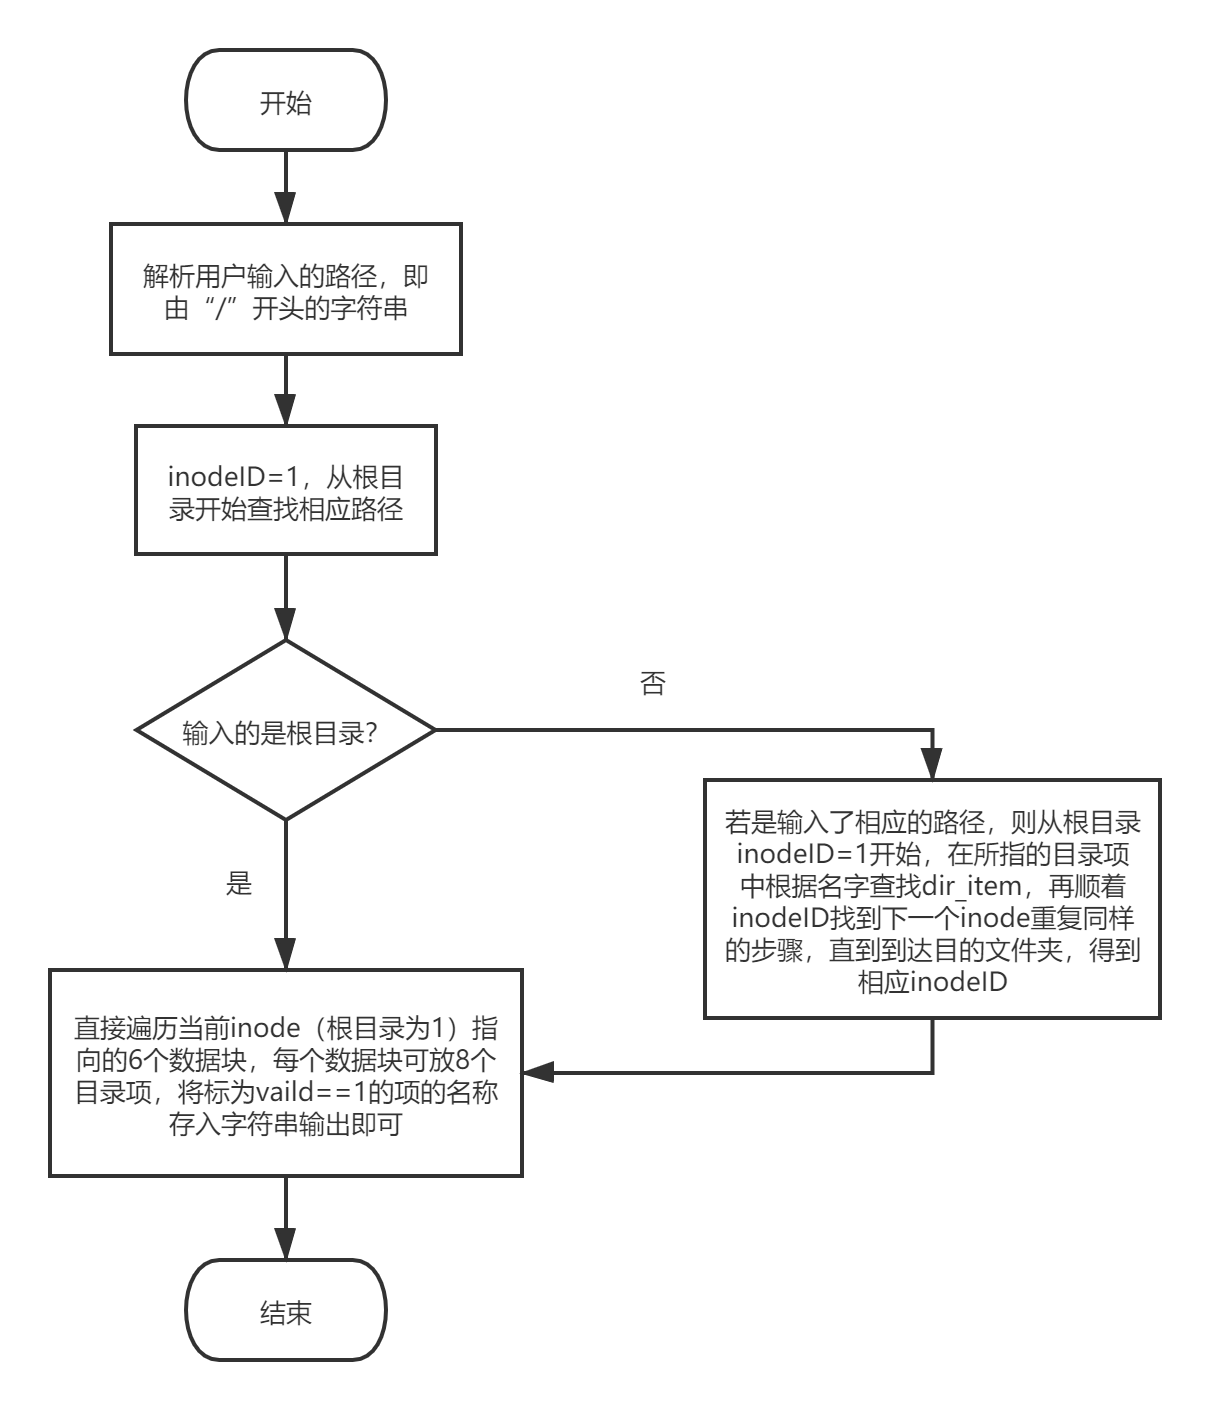 开始
解析用户输入的路径，即
由“/”开头的字符串
inodeID=1，从根目
录开始查找相应路径
输入的是根目录？
否
是
若是输入了相应的路径，则从根目录
inodeID=1开始，在所指的目录项
中根据名字查找dir_item，再顺着
inodeID找到下一个inode重复同样
的步骤，直到到达目的文件夹，得到
相应inodeID
直接遍历当前inode（根目录为1）指
向的6个数据块，每个数据块可放8个
目录项，将标为vaild==1的项的名称
存入字符串输出即可
结束